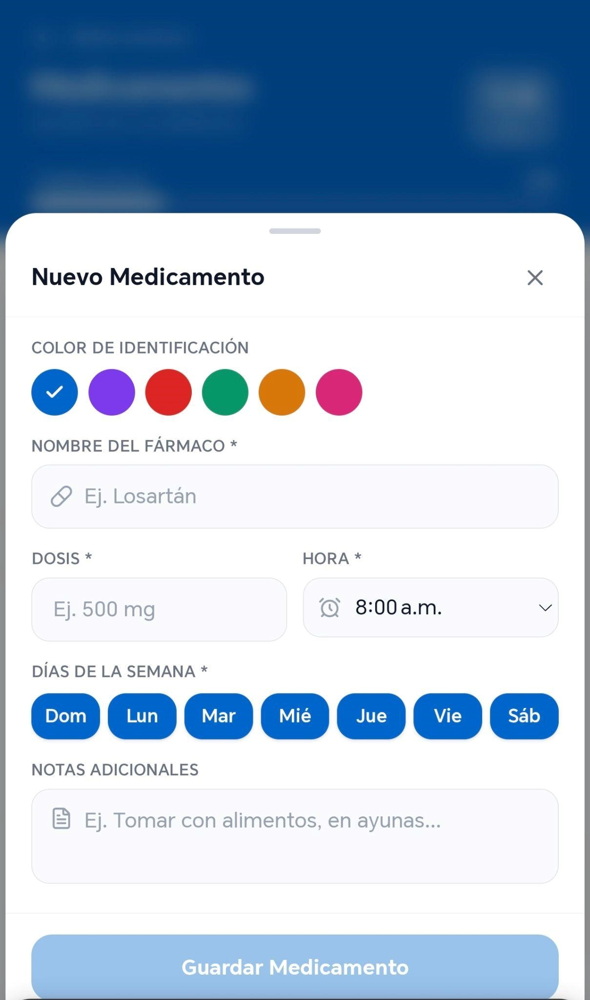 Nuevo Medicamento
COLOR DE IDENTIFICACIÓN
NOMBRE DEL FÁRMACO *
Ej. Losartán
DOSIS * HORA *
Ej. 500 mg 8:00 a.m.
DÍAS DE LA SEMANA *
Dom Lun Mar Mié Jue Vie Sáb
NOTAS ADICIONALES
Ej. Tomar con alimentos, en ayunas...
Guardar Medicamento